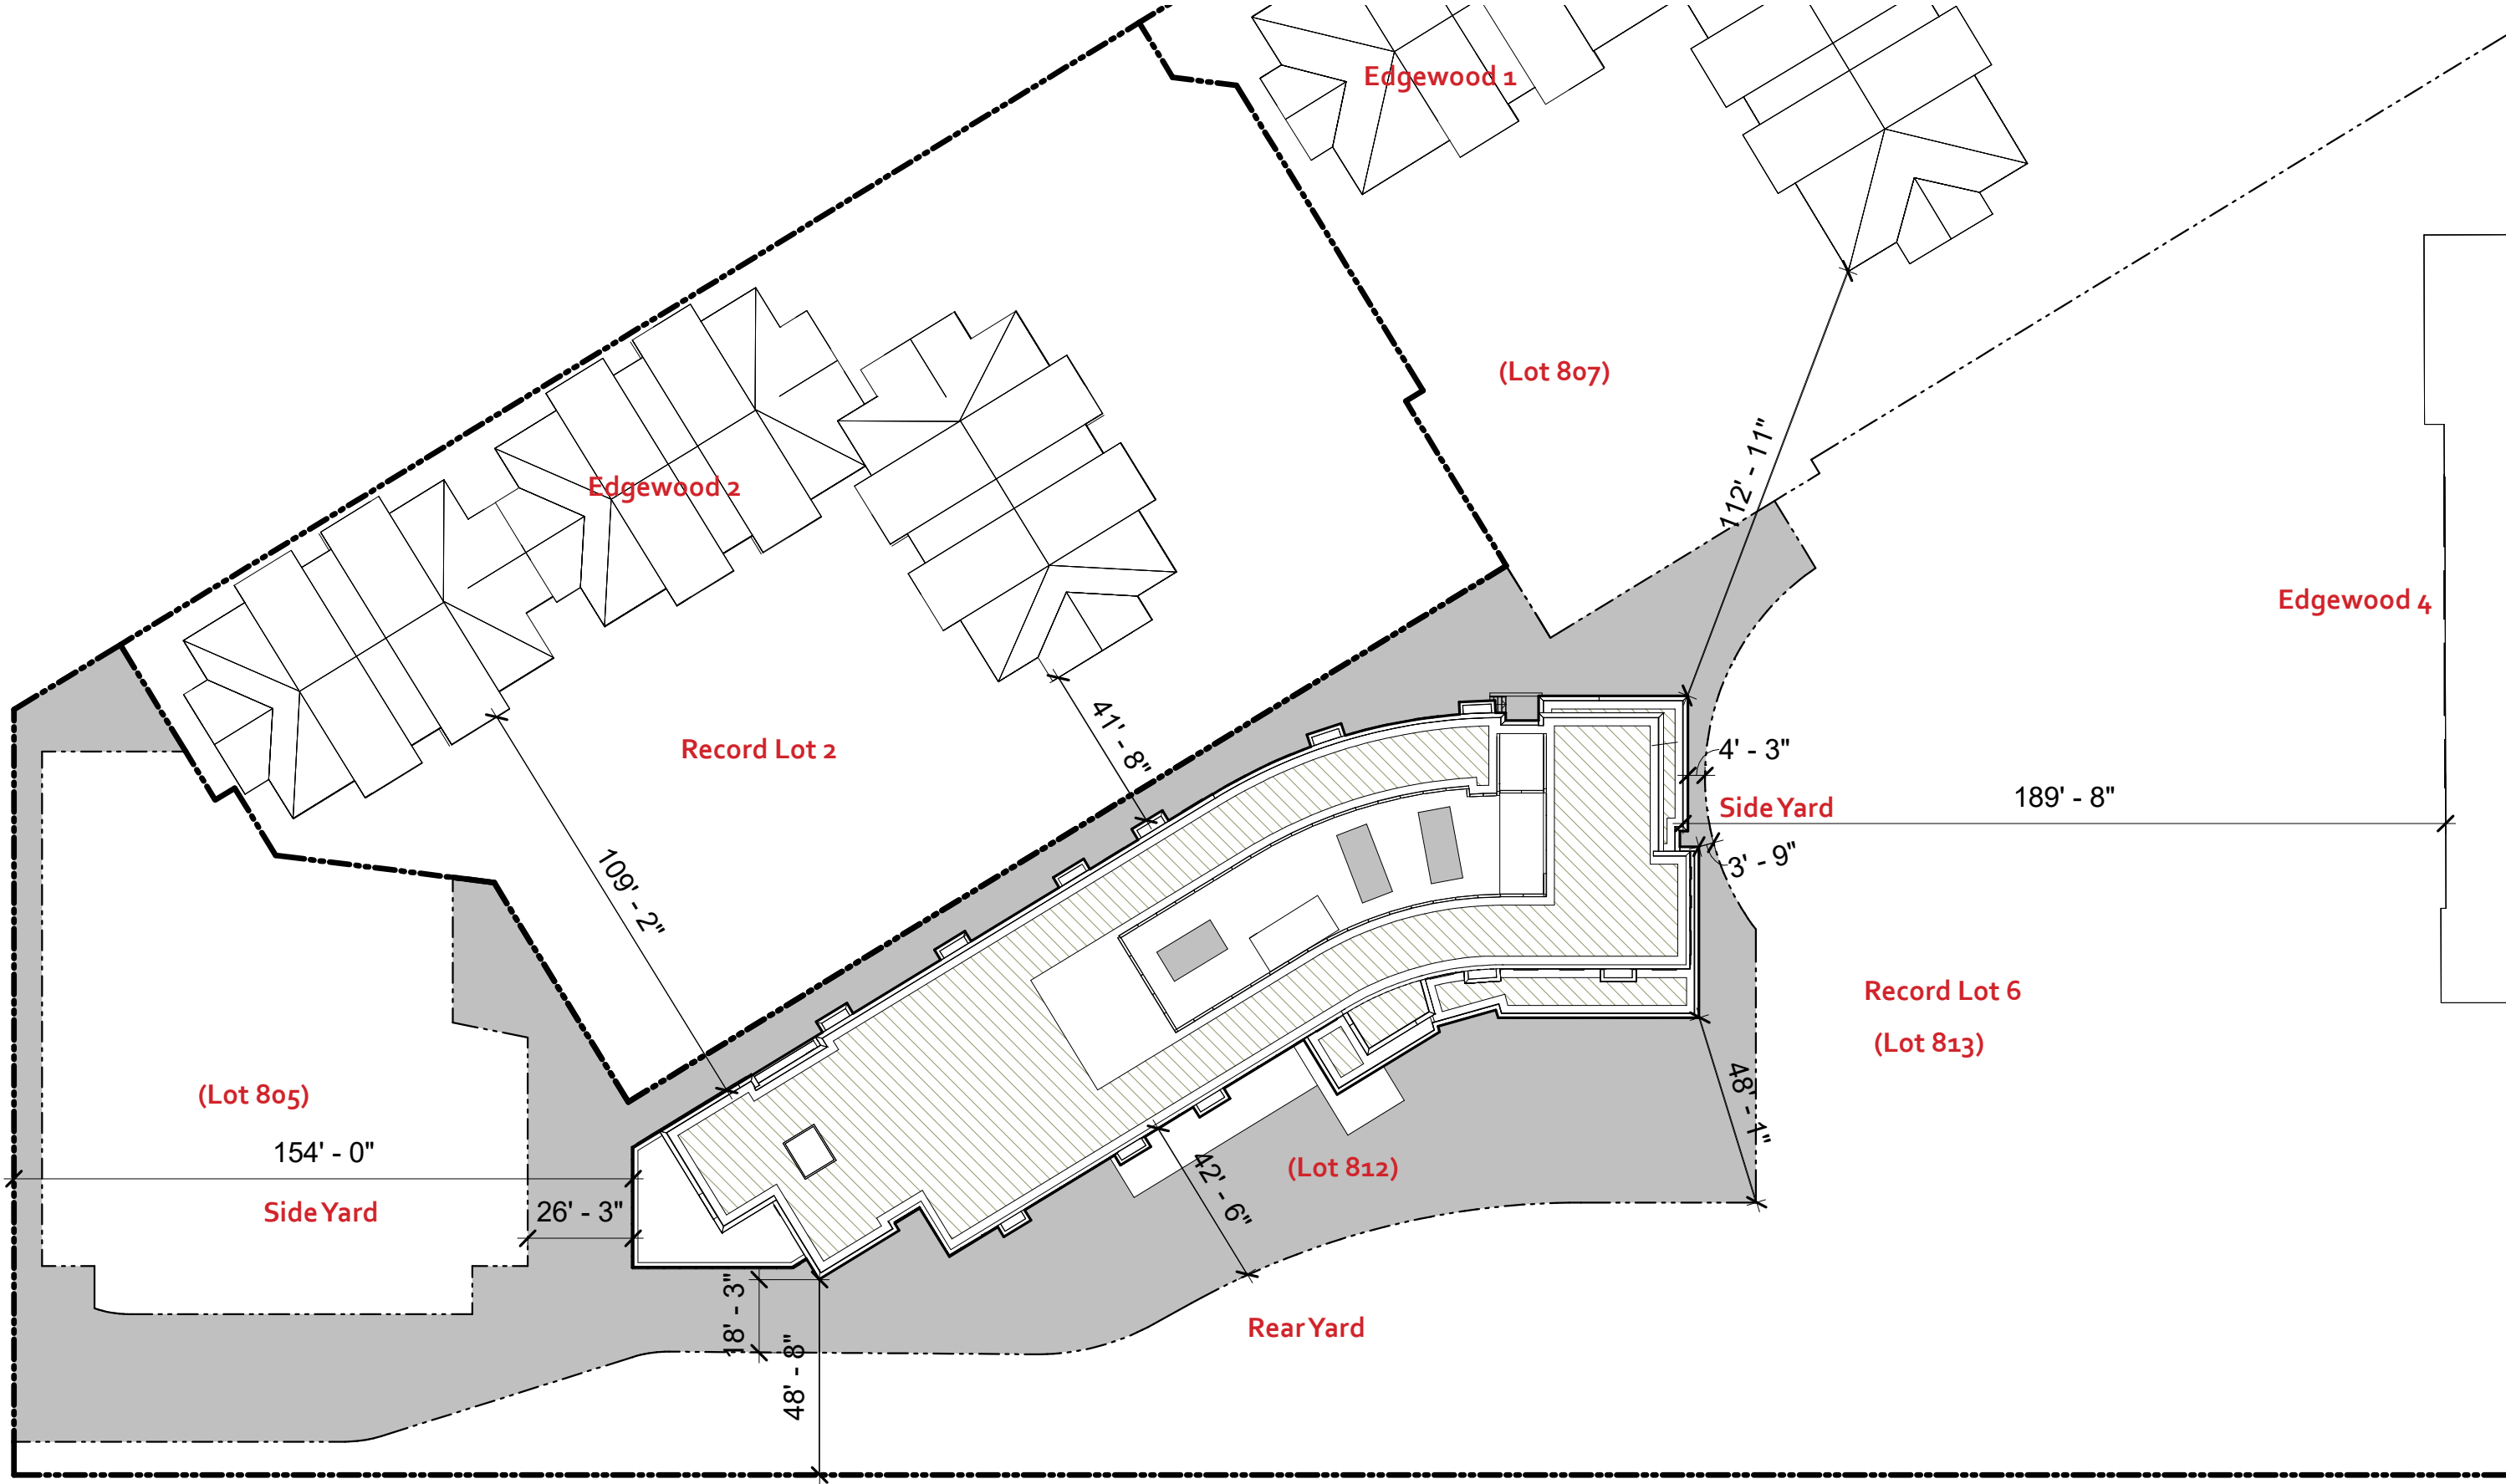 Edgewood 1
(Lot 807)
112' - 11"
Edgewood 2
Edgewood 4
41' - 8"
Record Lot 2
4' - 3"
189' - 8"
Side Yard
3' - 9"
109' - 2"
Record Lot 6
(Lot 813)
(Lot 805)
48' - 1"
154' - 0"
(Lot 812)
42' - 6"
Side Yard
26' - 3"
18' - 3"
Rear Yard
48' - 8"